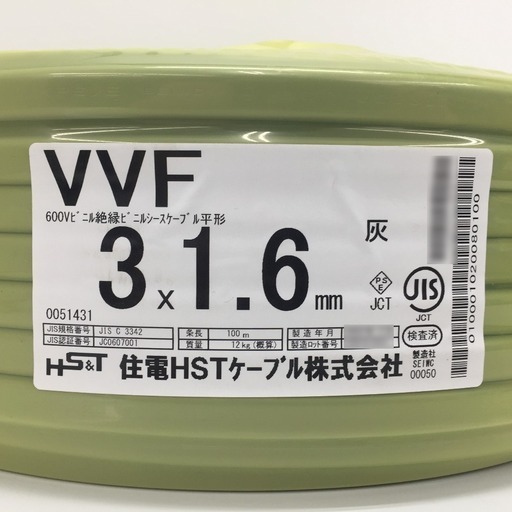 VVF
600Vﾋﾞﾆﾙ絶縁ﾋﾞﾆﾙｼｰｽｹｰﾌﾞﾙ平形
3x1.6mm
灰
PS
E
JCT
JIS
JCT
0051431
JIS規格番号 JIS C 3342 条長 100m 製造年月
JIS認証番号 JC0607001 質量 12kg(概算) 製造ロット番号
検査済
製造社
SEIWC
00050
HS&T 住電HSTケーブル株式会社
0100001020080100